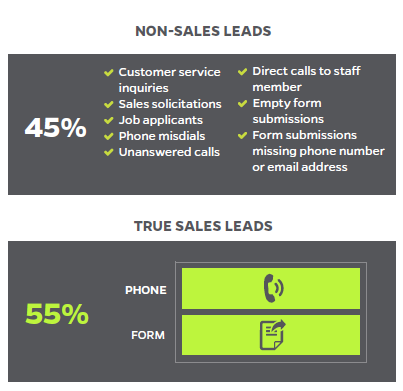 NON-SALES LEADS
45%
Customer service
inquiries
Sales solicitations
Job applicants
Phone misdials
Unanswered calls
Direct calls to staff
member
Empty form
submissions
Form submissions
missing phone number
or email address
TRUE SALES LEADS
55%
PHONE
FORM